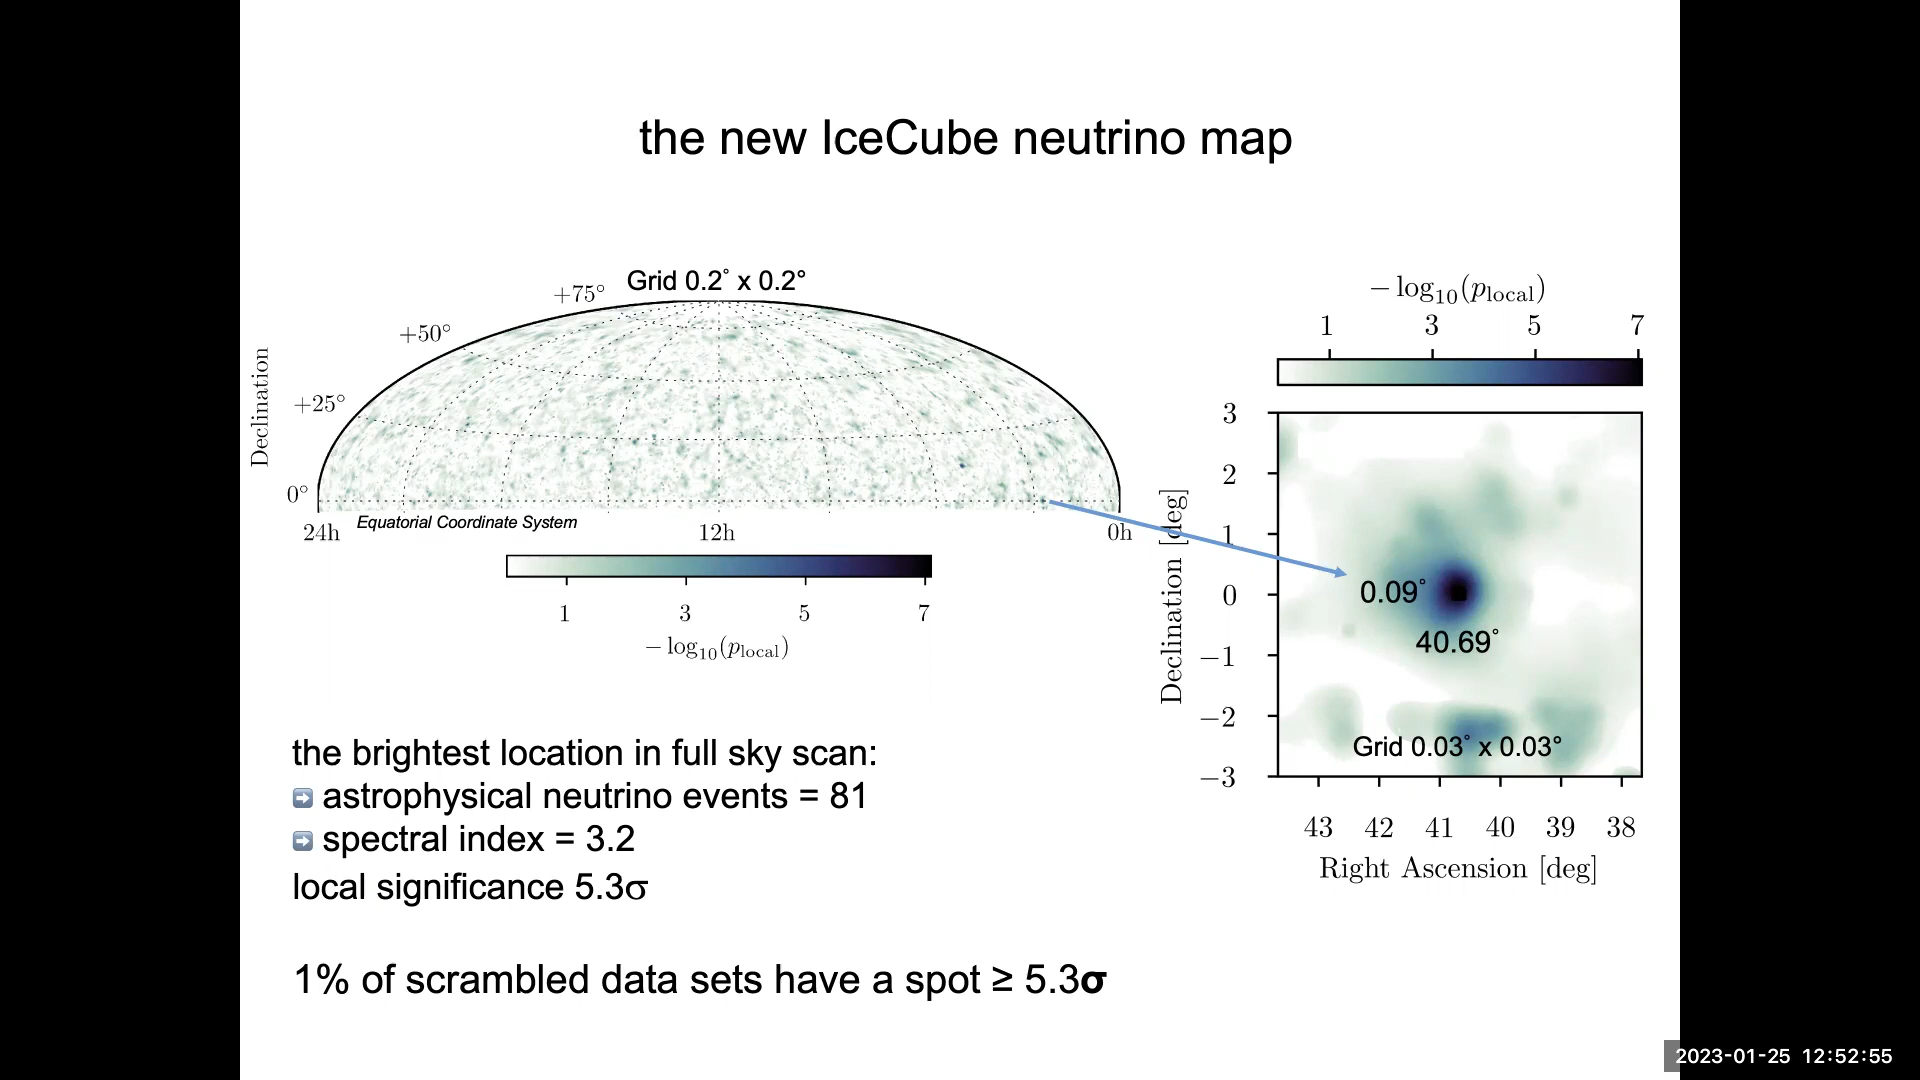 the new IceCube neutrino map
Grid 0.2° x 0.2°
+75°
+50°
+25°
0°
Declination
24h
12h
0h
Equatorial Coordinate System
1 3 5 7
− log₁₀(p_local)
− log₁₀(p_local)
1 3 5 7
3
2
1
0
−1
−2
−3
Declination [deg]
0.09°
40.69°
Grid 0.03° x 0.03°
43 42 41 40 39 38
Right Ascension [deg]
the brightest location in full sky scan:
➡ astrophysical neutrino events = 81
➡ spectral index = 3.2
local significance 5.3σ
1% of scrambled data sets have a spot ≥ 5.3σ
2023-01-25 12:52:55